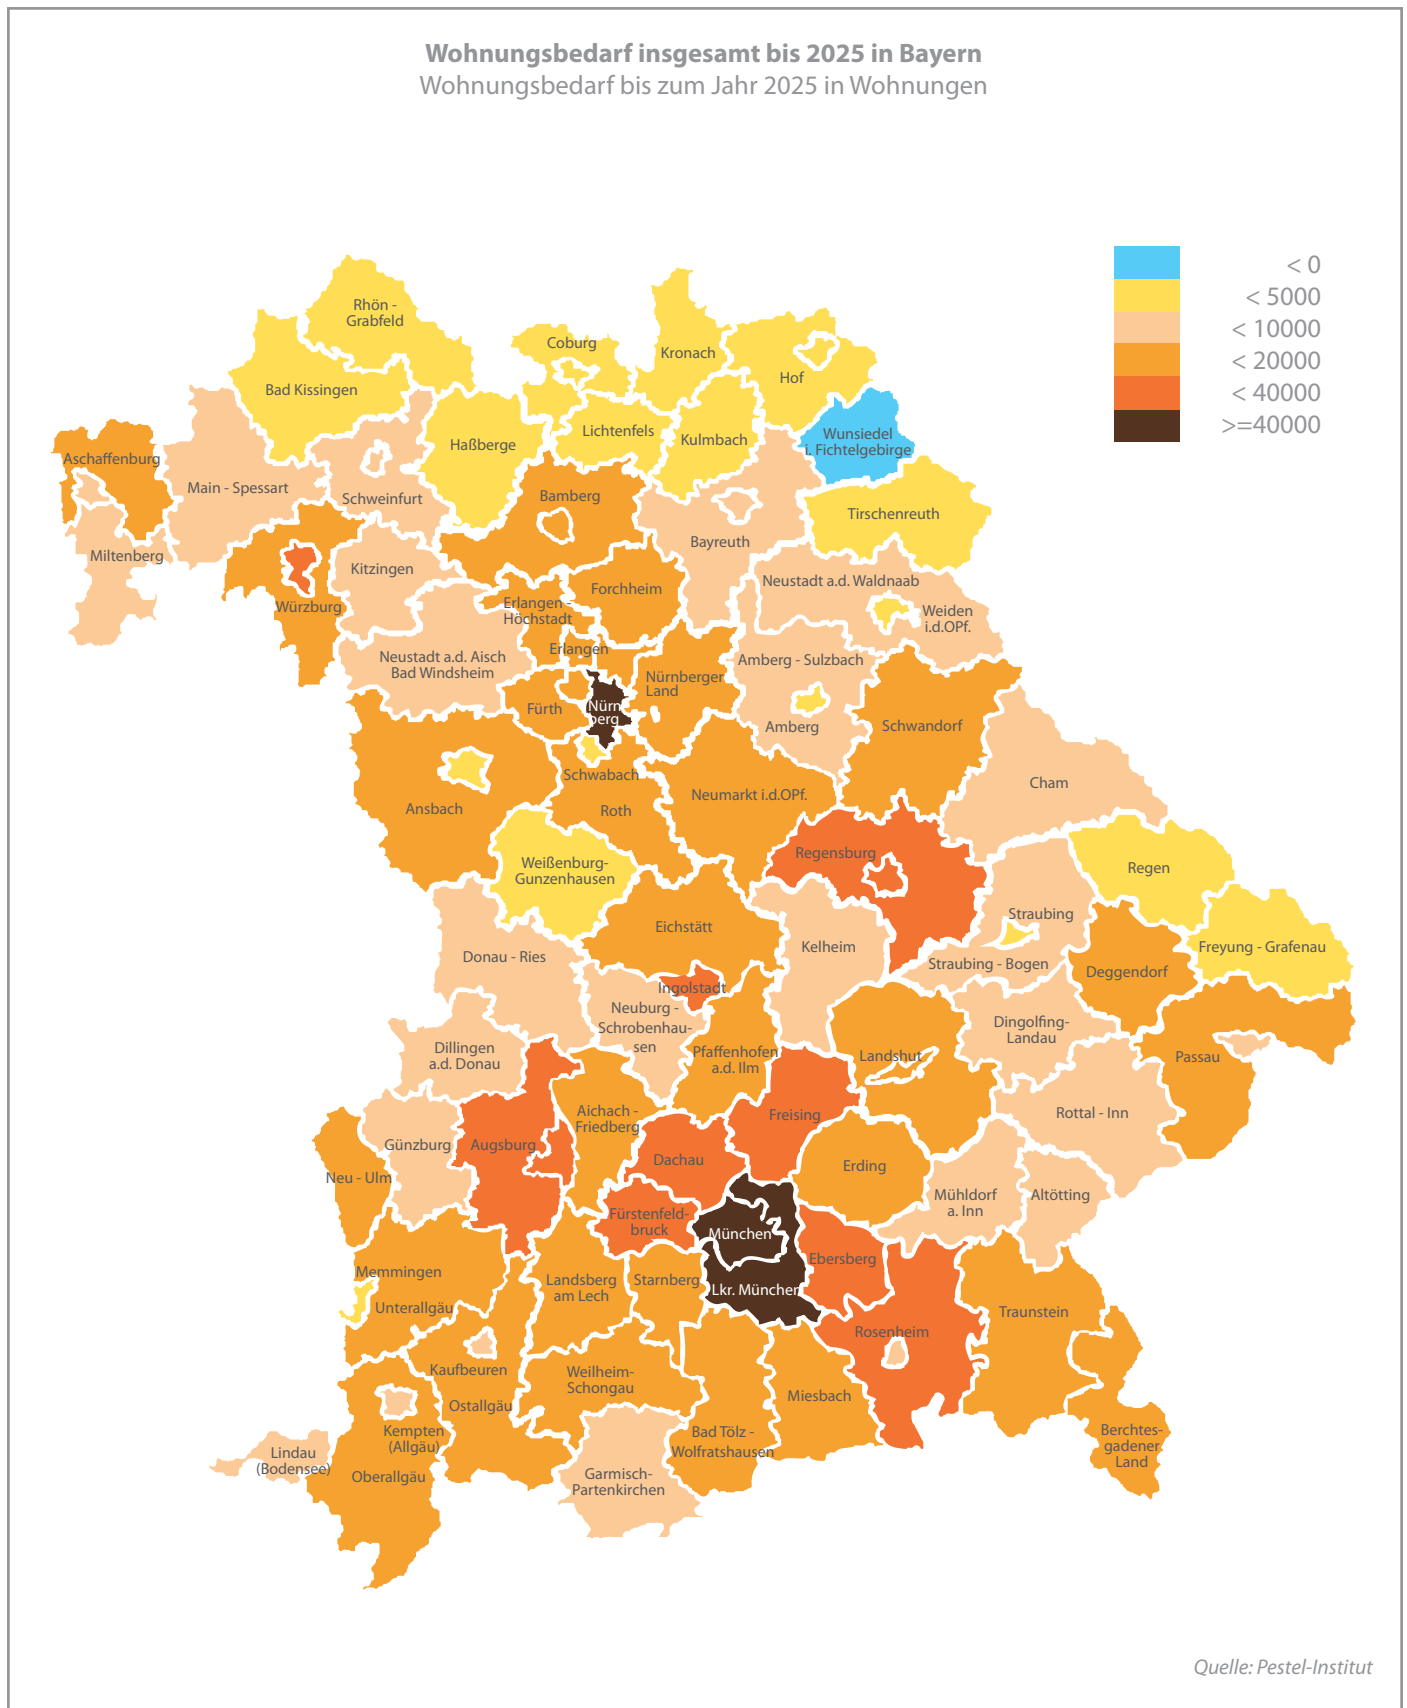 Wohnungsbedarf insgesamt bis 2025 in Bayern
Wohnungsbedarf bis zum Jahr 2025 in Wohnungen
< 0
< 5000
< 10000
< 20000
< 40000
>=40000
Rhön -
Grabfeld
Coburg
Kronach
Hof
Bad Kissingen
Lichtenfels
Kulmbach
Haßberge
Wunsiedel
i. Fichtelgebirge
Aschaffenburg
Main - Spessart
Schweinfurt
Bamberg
Tirschenreuth
Bayreuth
Miltenberg
Kitzingen
Neustadt a.d. Waldnaab
Forchheim
Würzburg
Erlangen -
Höchstadt
Weiden
i.d.OPf.
Erlangen
Neustadt a.d. Aisch
Bad Windsheim
Amberg - Sulzbach
Nürnberger
Land
Fürth
Nürn
berg
Amberg
Schwandorf
Schwabach
Cham
Neumarkt i.d.OPf.
Ansbach
Roth
Regensburg
Weißenburg-
Gunzenhausen
Regen
Straubing
Eichstätt
Kelheim
Freyung - Grafenau
Donau - Ries
Straubing - Bogen
Deggendorf
Ingolstadt
Neuburg -
Schrobenhau-
sen
Dingolfing-
Landau
Dillingen
a.d. Donau
Pfaffenhofen
a.d. Ilm
Landshut
Passau
Aichach -
Friedberg
Freising
Rottal - Inn
Günzburg
Augsburg
Dachau
Erding
Neu - Ulm
Mühldorf
a. Inn
Altötting
Fürstenfeld-
bruck
München
Ebersberg
Memmingen
Landsberg
am Lech
Starnberg
Lkr. München
Unterallgäu
Traunstein
Rosenheim
Kaufbeuren
Weilheim-
Schongau
Miesbach
Ostallgäu
Kempten
(Allgäu)
Bad Tölz -
Wolfratshausen
Berchtes-
gadener
Land
Lindau
(Bodensee)
Oberallgäu
Garmisch-
Partenkirchen
Quelle: Pestel-Institut